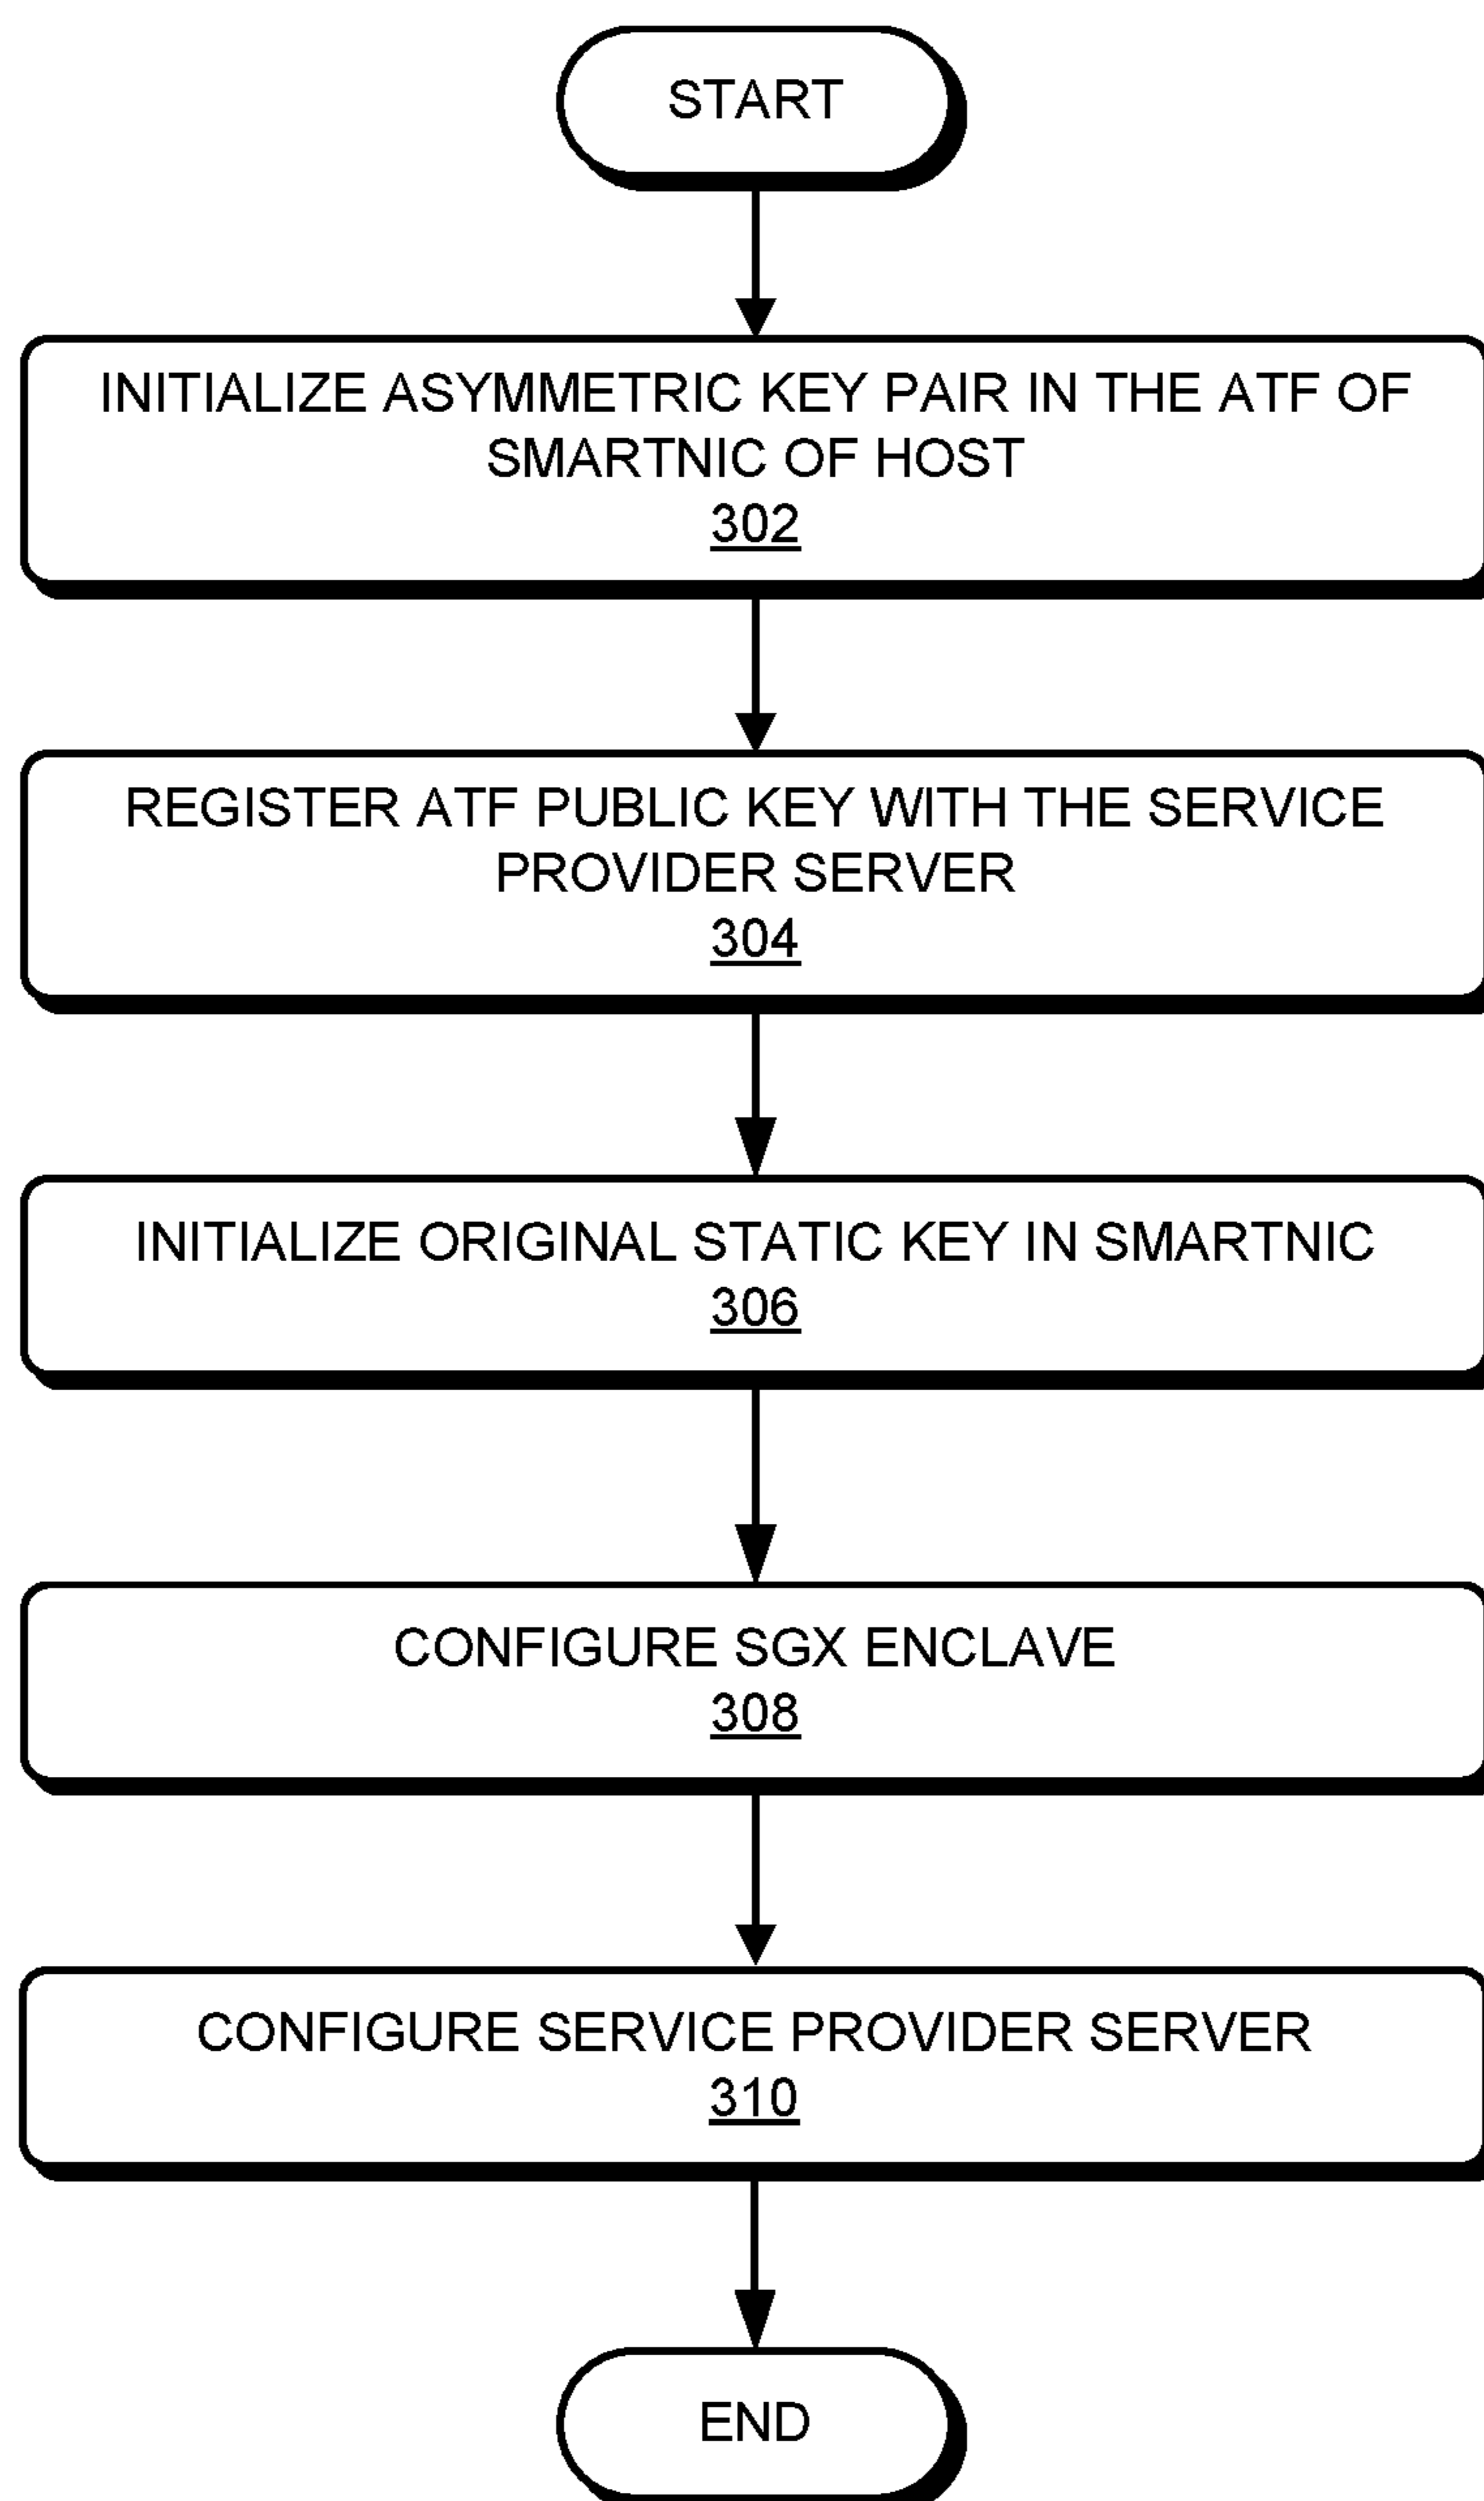 START
INITIALIZE ASYMMETRIC KEY PAIR IN THE ATF OF
SMARTNIC OF HOST
302
REGISTER ATF PUBLIC KEY WITH THE SERVICE
PROVIDER SERVER
304
INITIALIZE ORIGINAL STATIC KEY IN SMARTNIC
306
CONFIGURE SGX ENCLAVE
308
CONFIGURE SERVICE PROVIDER SERVER
310
END